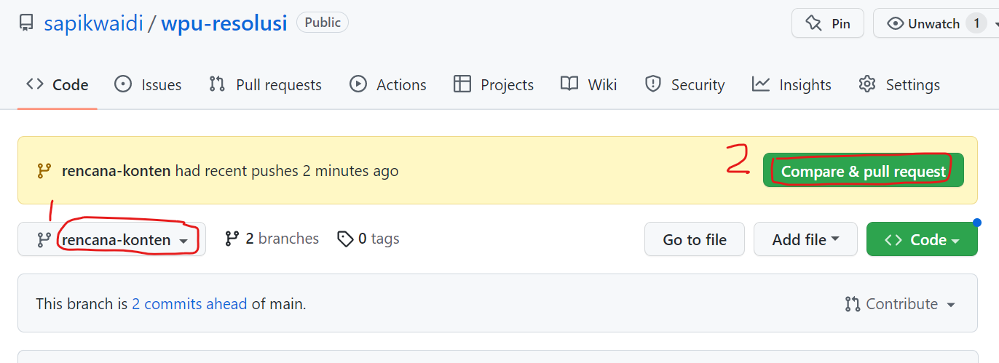 sapikwaidi / wpu-resolusi Public Pin Unwatch 1
Code Issues Pull requests Actions Projects Wiki Security Insights Settings
rencana-konten had recent pushes 2 minutes ago 2 Compare & pull request
1
rencana-konten 2 branches 0 tags Go to file Add file Code
This branch is 2 commits ahead of main. Contribute